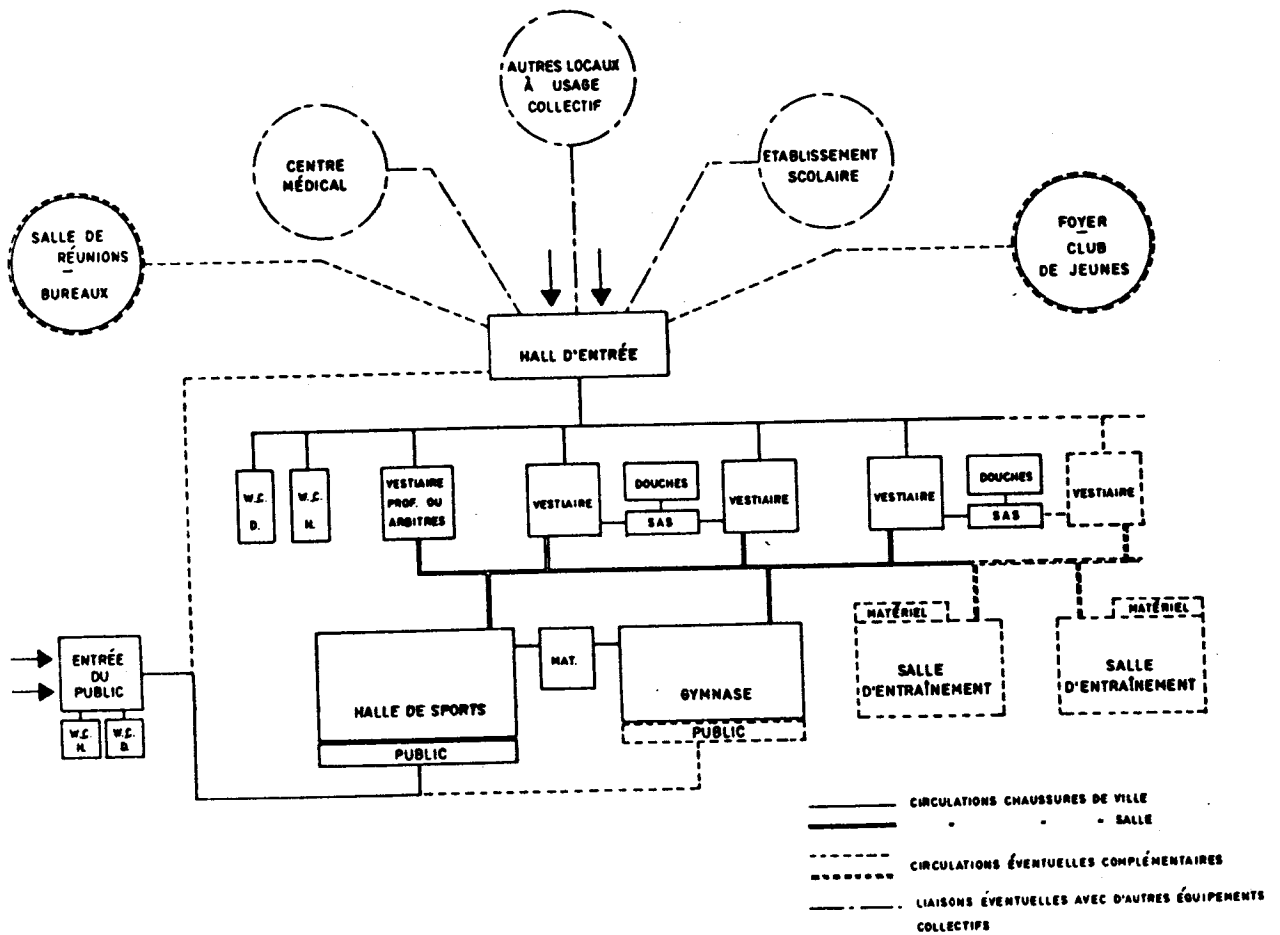 AUTRES LOCAUX
À USAGE
COLLECTIF
CENTRE
MÉDICAL
ETABLISSEMENT
SCOLAIRE
SALLE DE
RÉUNIONS
-
BUREAUX
FOYER
-
CLUB
DE JEUNES
HALL D'ENTRÉE
W.C.
D.
W.C.
H.
VESTIAIRE
PROF. OU
ARBITRES
VESTIAIRE
DOUCHES
SAS
VESTIAIRE
VESTIAIRE
DOUCHES
SAS
VESTIAIRE
ENTRÉE
DU
PUBLIC
W.C.
H.
W.C.
D.
HALLE DE SPORTS
PUBLIC
MAT.
GYMNASE
PUBLIC
MATÉRIEL
SALLE
D'ENTRAÎNEMENT
MATÉRIEL
SALLE
D'ENTRAÎNEMENT
CIRCULATIONS CHAUSSURES DE VILLE
" " " SALLE
CIRCULATIONS ÉVENTUELLES COMPLÉMENTAIRES
LIAISONS ÉVENTUELLES AVEC D'AUTRES ÉQUIPEMENTS
COLLECTIFS